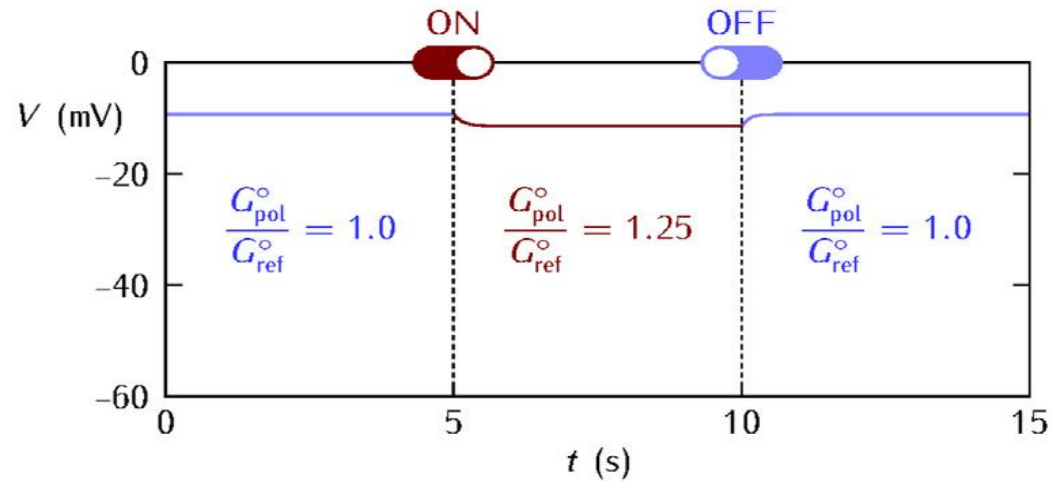 ON OFF
0
V (mV)
−20
G°pol / G°ref = 1.0 G°pol / G°ref = 1.25 G°pol / G°ref = 1.0
−40
−60
0 5 10 15
t (s)